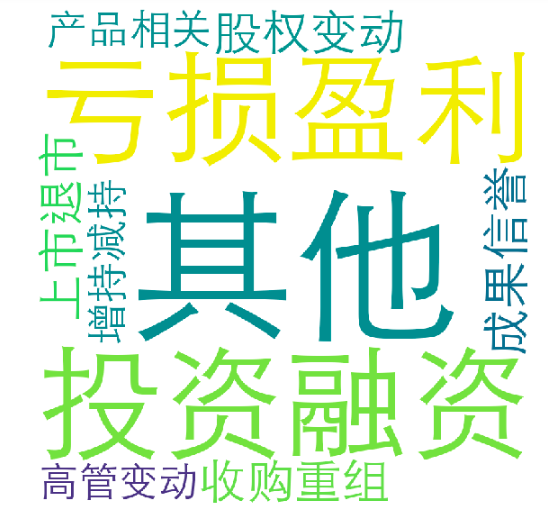 产品相关
股权变动
亏损盈利
上市退市
增持减持
其他
成果信誉
投资融资
高管变动
收购重组